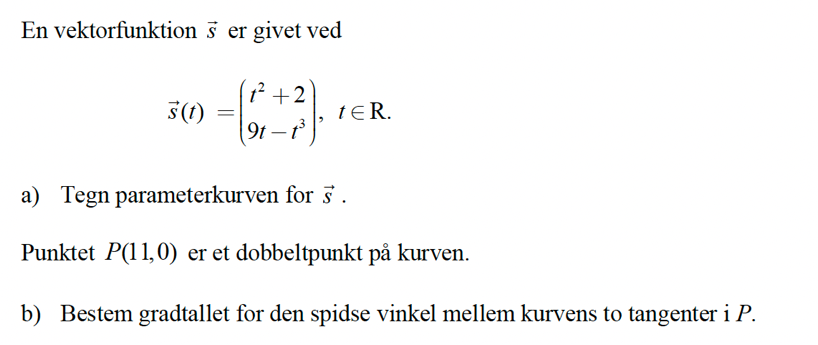 En vektorfunktion s⃗ er givet ved
s⃗(t) = (t² + 2
9t − t³), t ∈ R.
a) Tegn parameterkurven for s⃗ .
Punktet P(11,0) er et dobbeltpunkt på kurven.
b) Bestem gradtallet for den spidse vinkel mellem kurvens to tangenter i P.